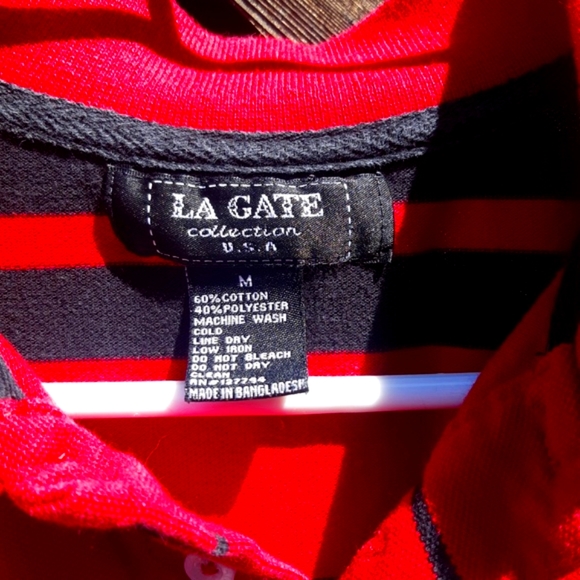 LA GATE
collection
U.S.A
M
60%COTTON
40%POLYESTER
MACHINE WASH
COLD
LINE DRY
LOW IRON
DO NOT BLEACH
DO NOT DRY
CLEAN
RN#137744
MADE IN BANGLADESH